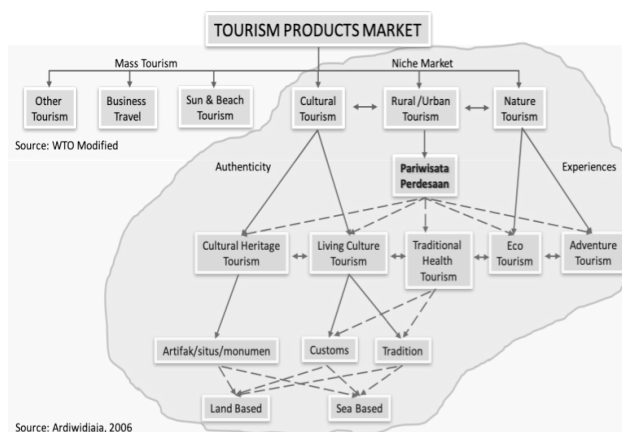 TOURISM PRODUCTS MARKET
Mass Tourism
Niche Market
Other
Tourism
Business
Travel
Sun & Beach
Tourism
Cultural
Tourism
Rural /Urban
Tourism
Nature
Tourism
Source: WTO Modified
Authenticity
Pariwisata
Perdesaan
Experiences
Cultural Heritage
Tourism
Living Culture
Tourism
Traditional
Health
Tourism
Eco
Tourism
Adventure
Tourism
Artifak/situs/monumen
Customs
Tradition
Land Based
Sea Based
Source: Ardiwidjaja, 2006